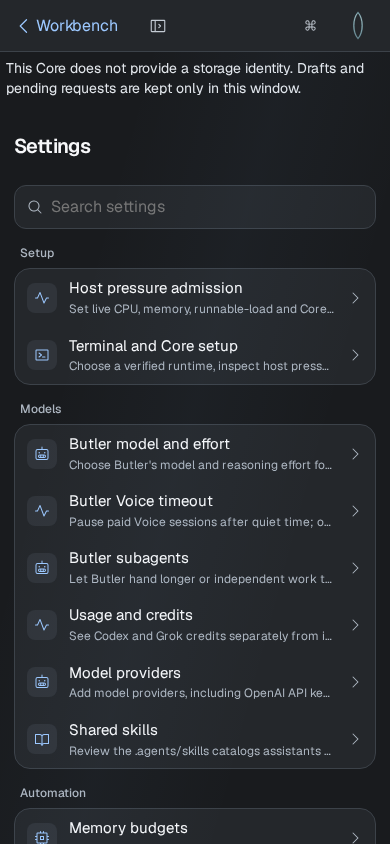 Workbench
⌘
This Core does not provide a storage identity. Drafts and
pending requests are kept only in this window.
Settings
Search settings
Setup
Host pressure admission
Set live CPU, memory, runnable-load and Core…
Terminal and Core setup
Choose a verified runtime, inspect host press…
Models
Butler model and effort
Choose Butler's model and reasoning effort fo…
Butler Voice timeout
Pause paid Voice sessions after quiet time; o…
Butler subagents
Let Butler hand longer or independent work t…
Usage and credits
See Codex and Grok credits separately from i…
Model providers
Add model providers, including OpenAI API ke…
Shared skills
Review the .agents/skills catalogs assistants …
Automation
Memory budgets